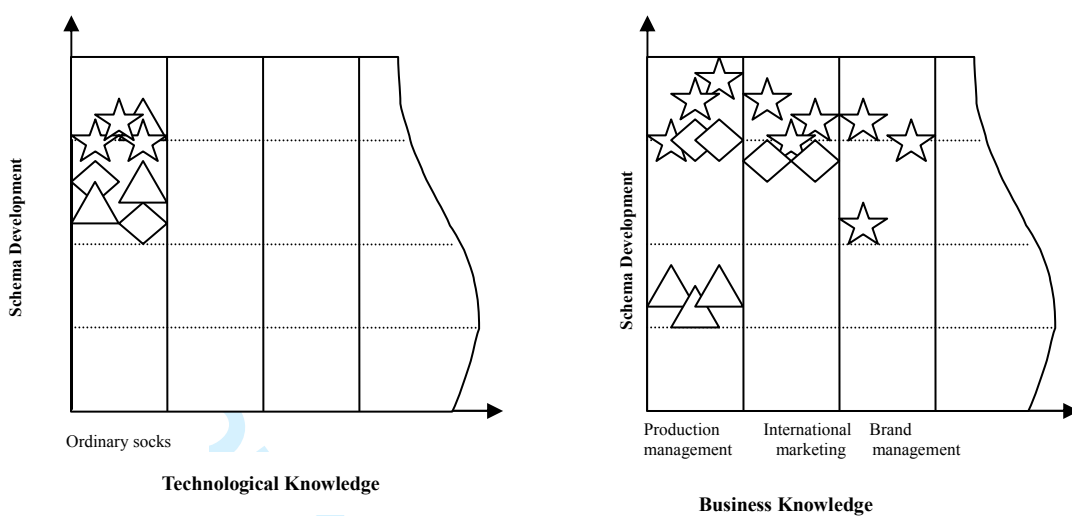 Schema Development
Ordinary socks
Technological Knowledge
Schema Development
Production
management
International
marketing
Brand
management
Business Knowledge